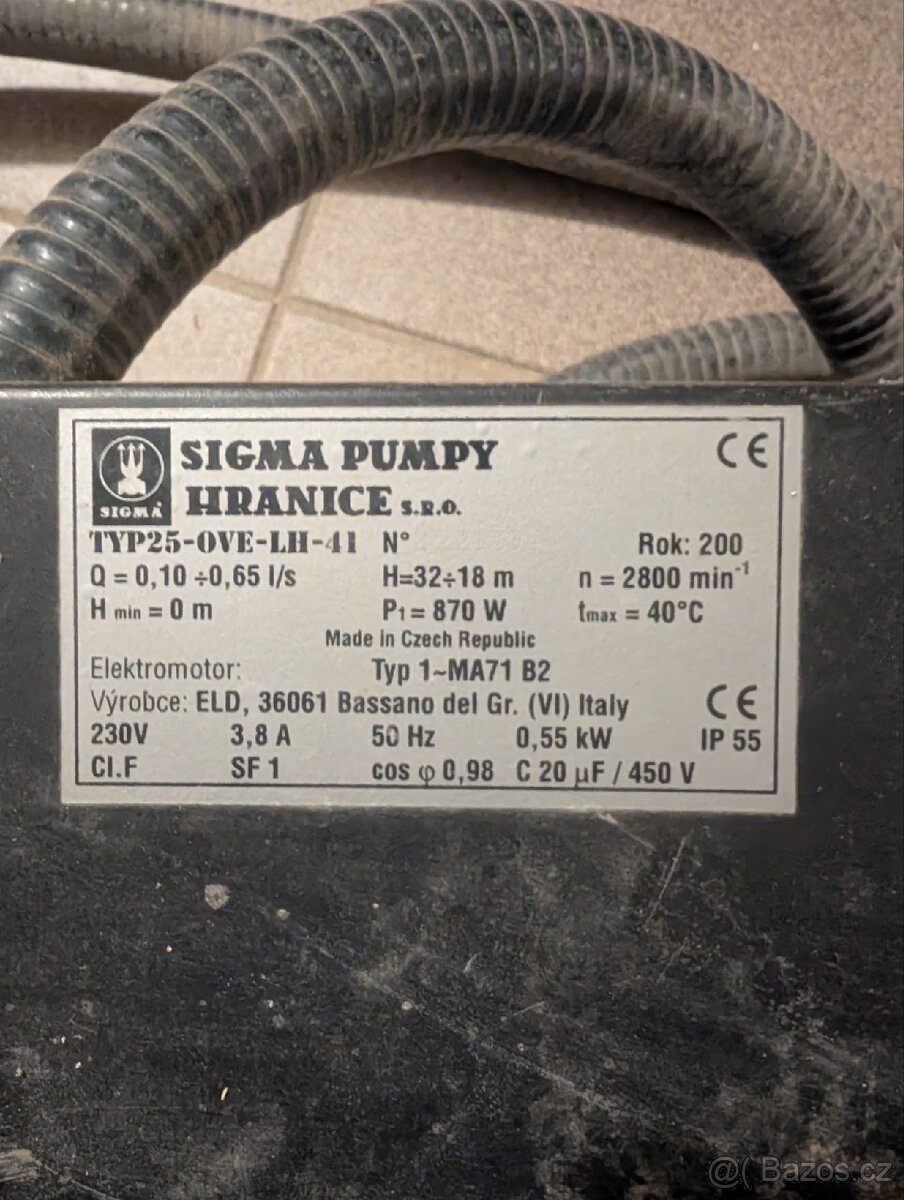 SIGMA
SIGMA PUMPY
HRANICE S.R.O.
CE
TYP25-OVE-LH-41 N° Rok: 200
Q = 0,10 ÷0,65 l/s H=32÷18 m n = 2800 min⁻¹
H min = 0 m P1 = 870 W tmax = 40°C
Made in Czech Republic
Elektromotor: Typ 1~MA71 B2
Výrobce: ELD, 36061 Bassano del Gr. (VI) Italy CE
230V 3,8 A 50 Hz 0,55 kW IP 55
Cl.F SF 1 cos φ 0,98 C 20 µF / 450 V
@( Bazoš.cz